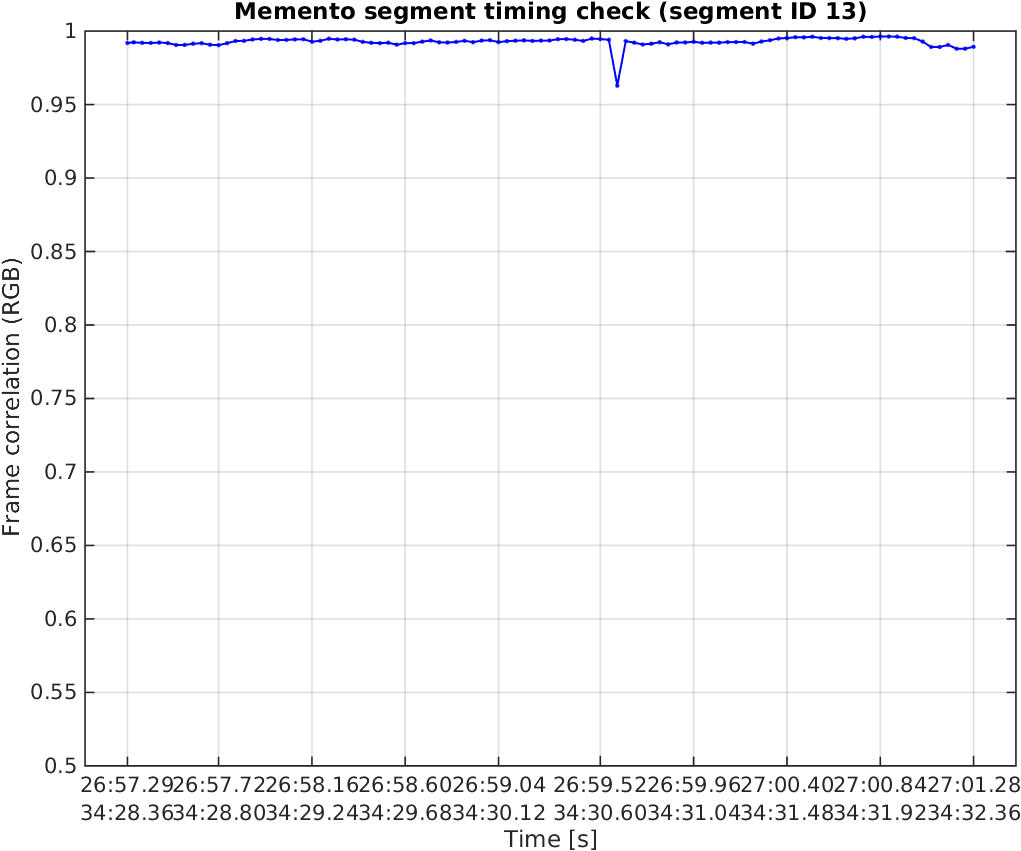 Memento segment timing check (segment ID 13)
1
0.95
0.9
0.85
0.8
0.75
0.7
0.65
0.6
0.55
0.5
Frame correlation (RGB)
26:57.29 26:57.72 26:58.16 26:58.60 26:59.04 26:59.52 26:59.96 27:00.40 27:00.84 27:01.28
34:28.36 34:28.80 34:29.24 34:29.68 34:30.12 34:30.60 34:31.04 34:31.48 34:31.92 34:32.36
Time [s]